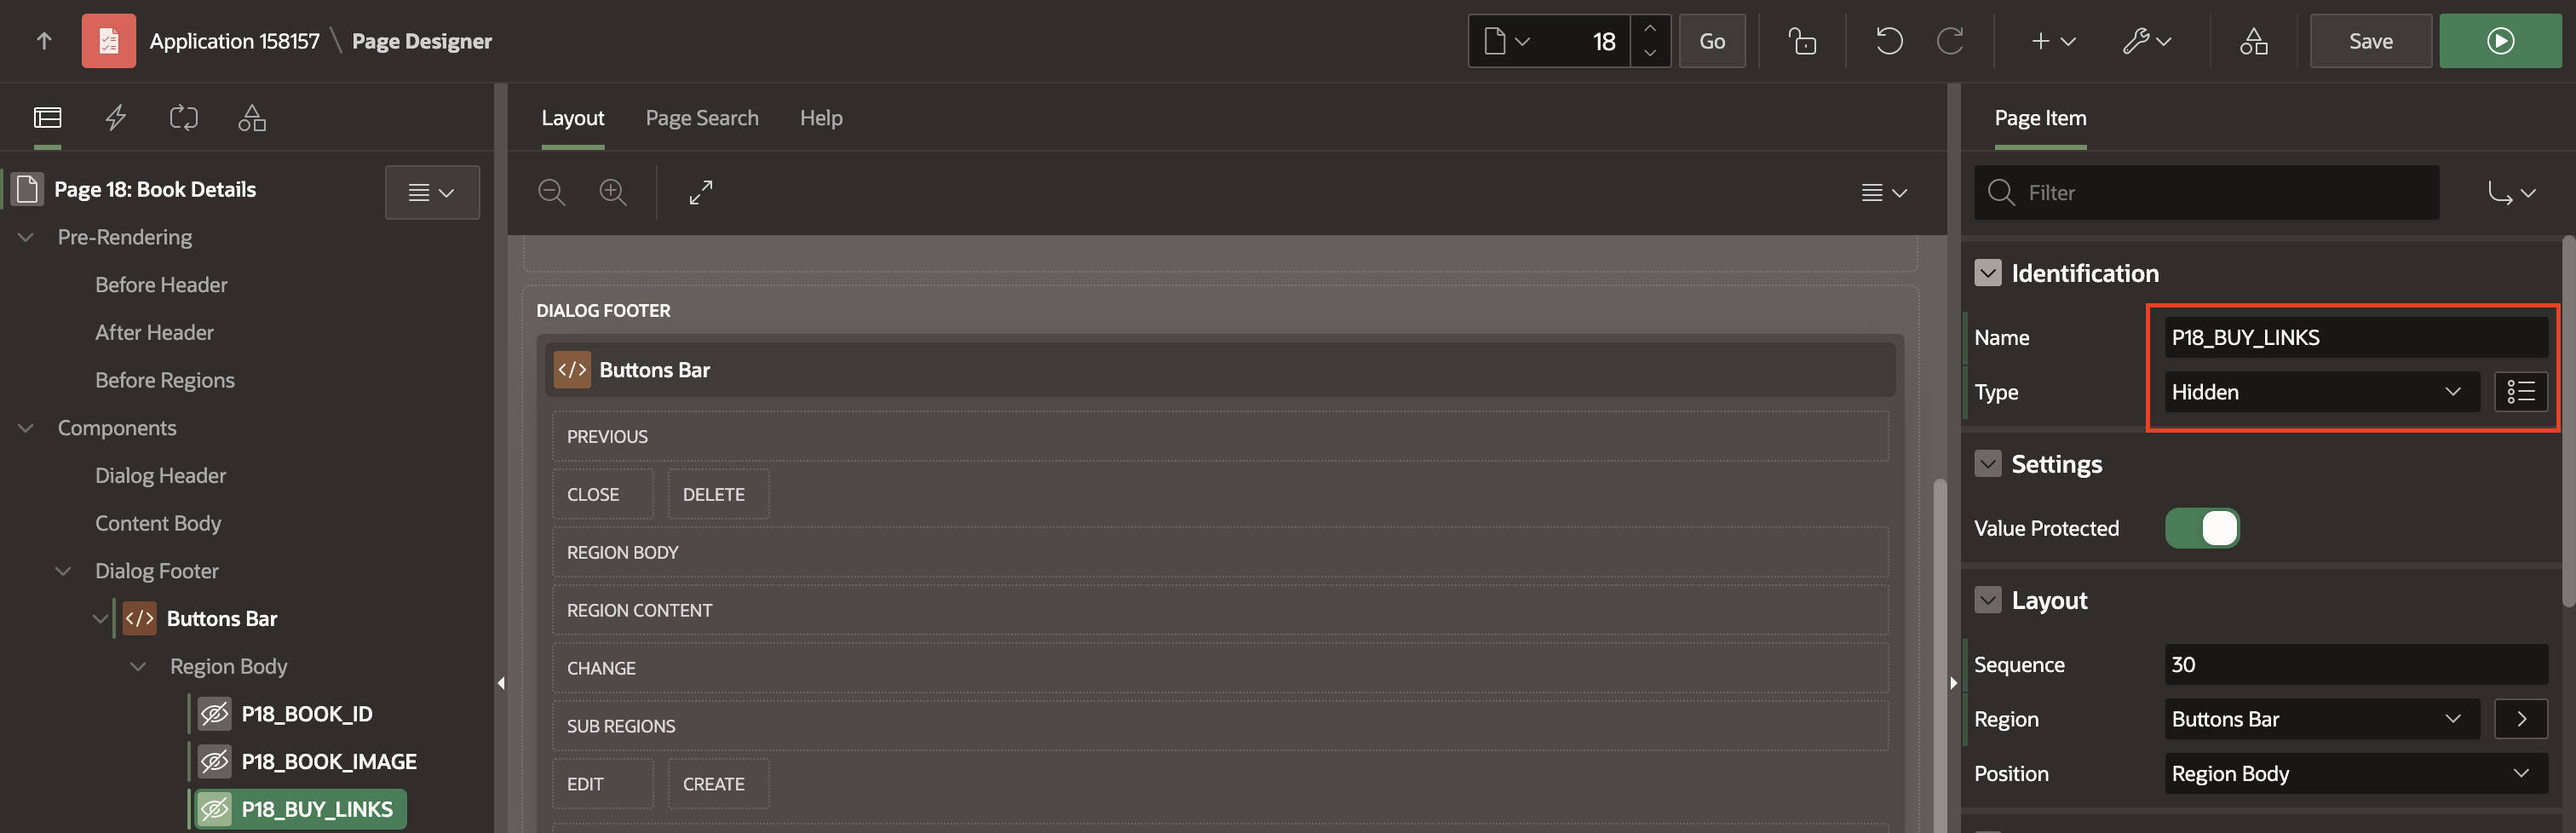 Application 158157 \ Page Designer
18
Go
Save
Page 18: Book Details
Pre-Rendering
Before Header
After Header
Before Regions
Components
Dialog Header
Content Body
Dialog Footer
Buttons Bar
Region Body
P18_BOOK_ID
P18_BOOK_IMAGE
P18_BUY_LINKS
Layout Page Search Help
DIALOG FOOTER
</> Buttons Bar
PREVIOUS
CLOSE DELETE
REGION BODY
REGION CONTENT
CHANGE
SUB REGIONS
EDIT CREATE
Page Item
Filter
Identification
Name P18_BUY_LINKS
Type Hidden
Settings
Value Protected
Layout
Sequence 30
Region Buttons Bar
Position Region Body